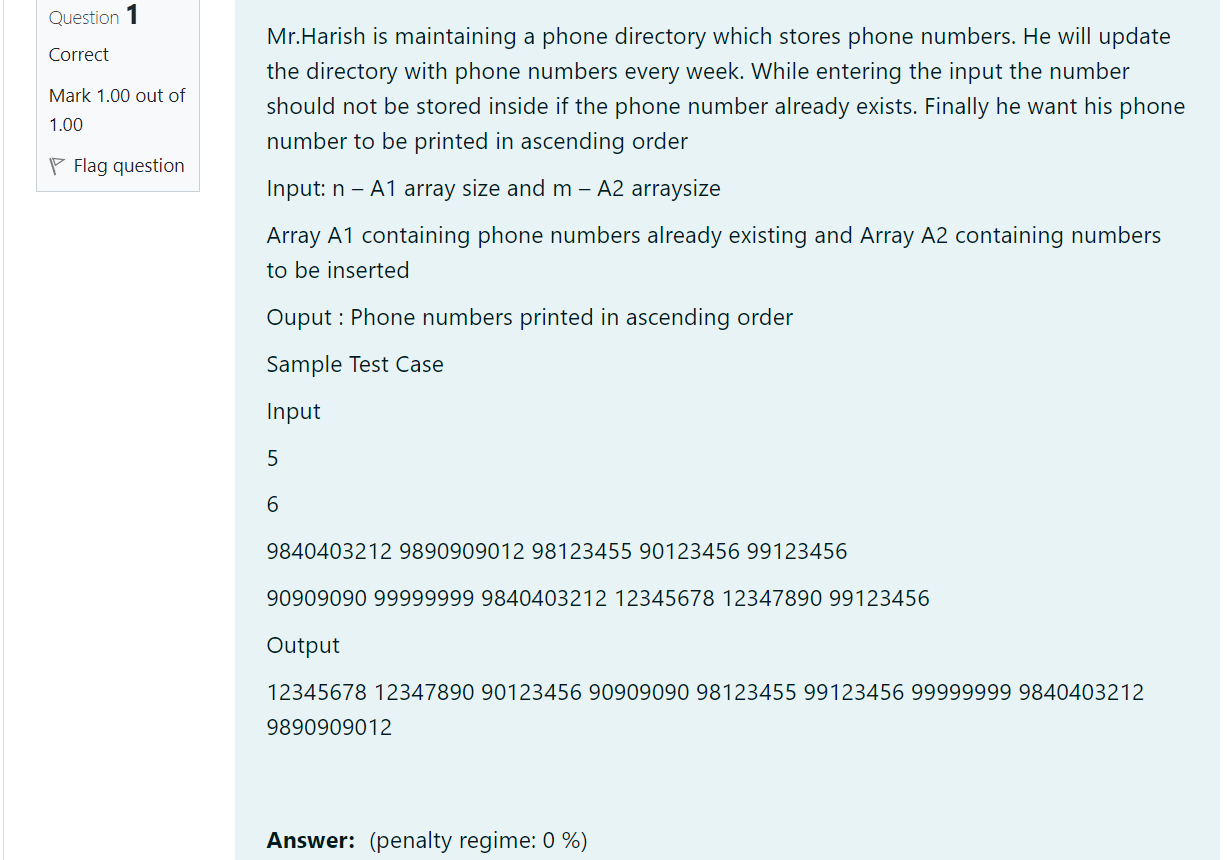 Question 1
Correct
Mark 1.00 out of
1.00
Flag question
Mr.Harish is maintaining a phone directory which stores phone numbers. He will update
the directory with phone numbers every week. While entering the input the number
should not be stored inside if the phone number already exists. Finally he want his phone
number to be printed in ascending order
Input: n – A1 array size and m – A2 arraysize
Array A1 containing phone numbers already existing and Array A2 containing numbers
to be inserted
Ouput : Phone numbers printed in ascending order
Sample Test Case
Input
5
6
9840403212 9890909012 98123455 90123456 99123456
90909090 99999999 9840403212 12345678 12347890 99123456
Output
12345678 12347890 90123456 90909090 98123455 99123456 99999999 9840403212
9890909012
Answer: (penalty regime: 0 %)